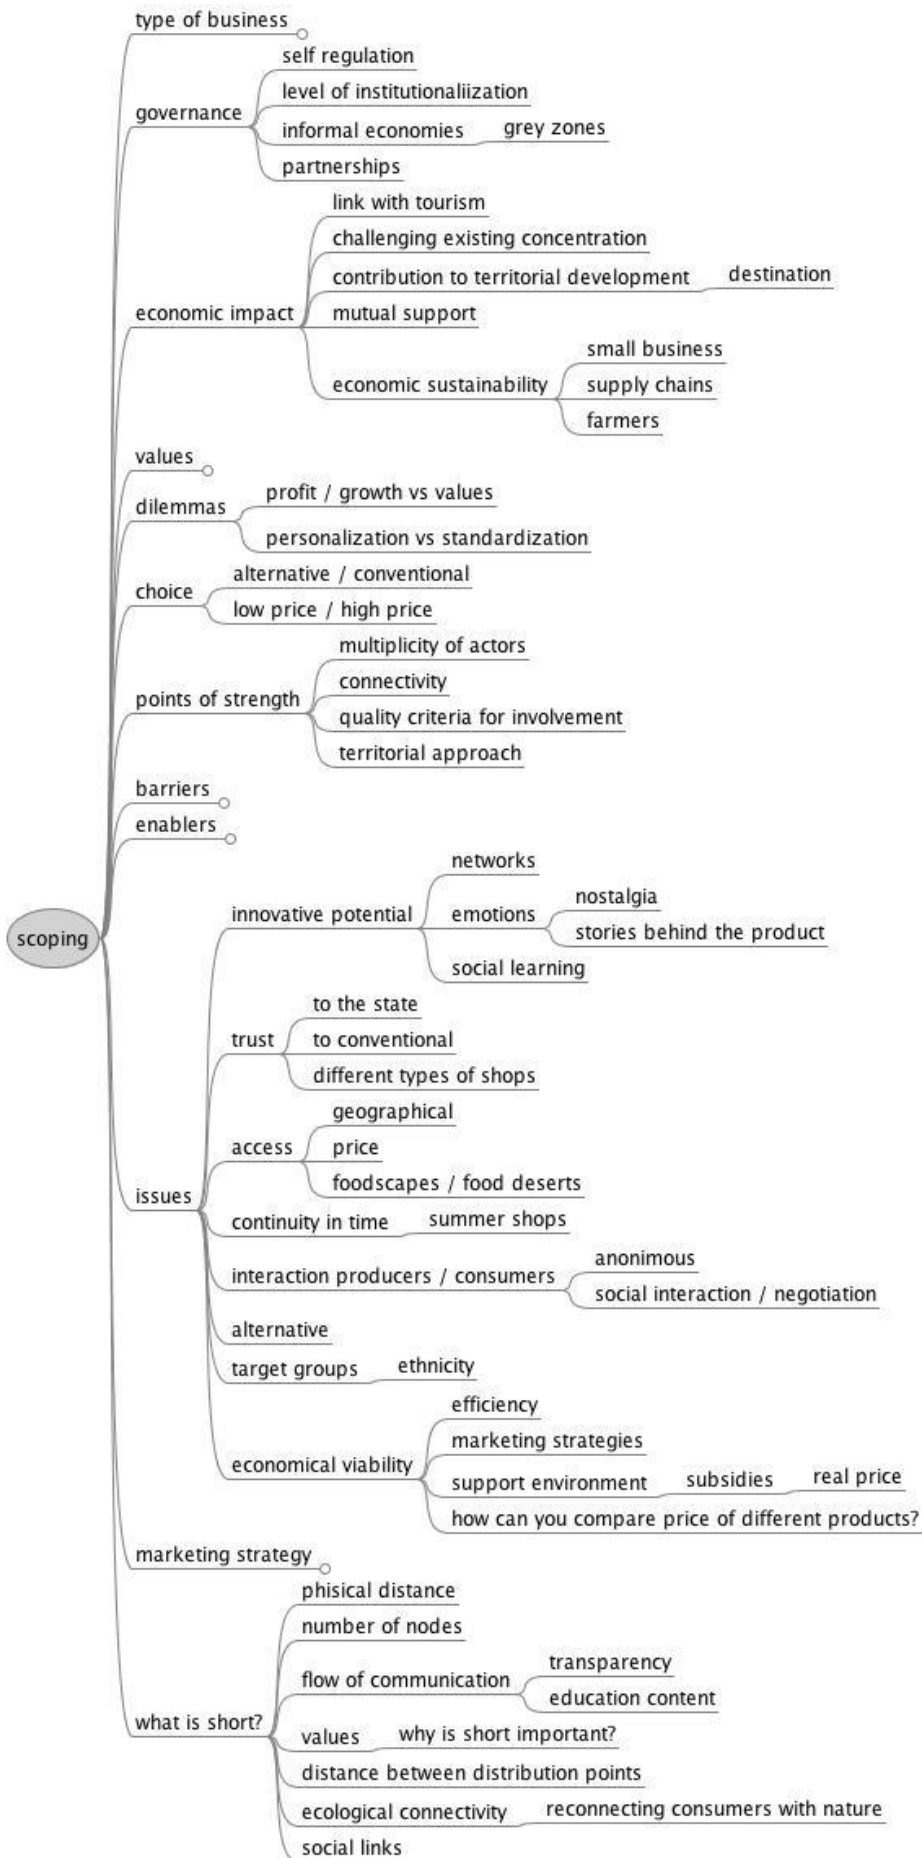 type of business
self regulation
level of institutionaliization
governance
informal economies
grey zones
partnerships
link with tourism
challenging existing concentration
contribution to territorial development
destination
economic impact
mutual support
small business
economic sustainability
supply chains
farmers
values
profit / growth vs values
dilemmas
personalization vs standardization
alternative / conventional
choice
low price / high price
multiplicity of actors
connectivity
points of strength
quality criteria for involvement
territorial approach
barriers
enablers
networks
nostalgia
innovative potential
emotions
stories behind the product
scoping
social learning
to the state
trust
to conventional
different types of shops
geographical
access
price
foodscapes / food deserts
issues
continuity in time
summer shops
anonimous
interaction producers / consumers
social interaction / negotiation
alternative
target groups
ethnicity
efficiency
marketing strategies
economical viability
support environment
subsidies
real price
how can you compare price of different products?
marketing strategy
phisical distance
number of nodes
transparency
flow of communication
education content
what is short?
values
why is short important?
distance between distribution points
ecological connectivity
reconnecting consumers with nature
social links